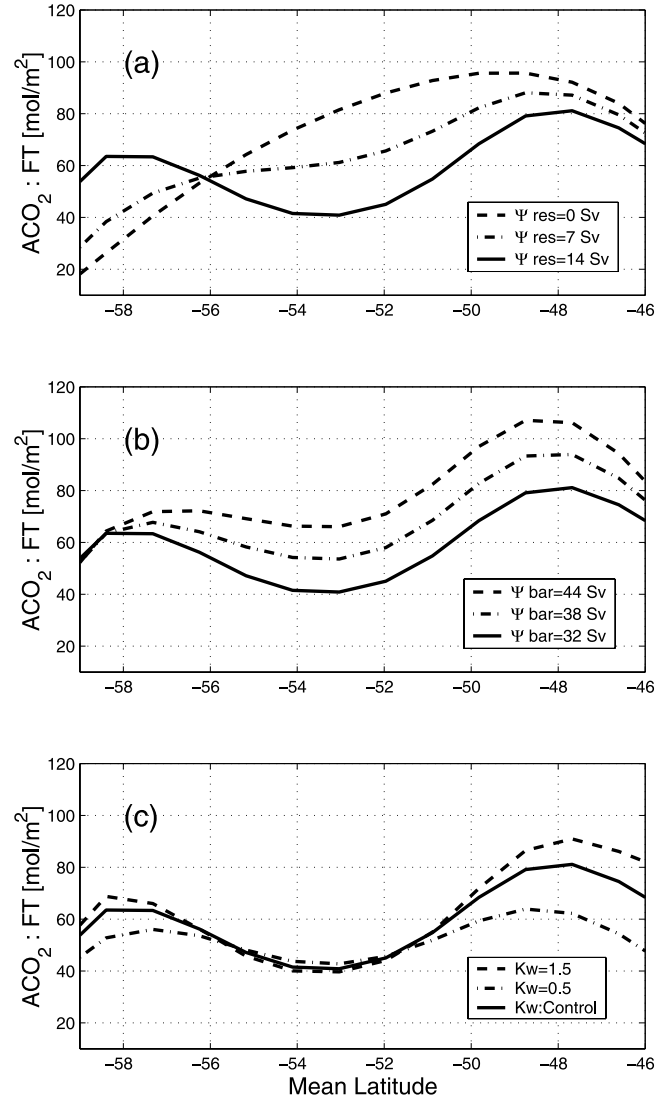 120
100
80
60
40
20
ACO2 : FT [mol/m2]
(a)
Ψ res=0 Sv
Ψ res=7 Sv
Ψ res=14 Sv
−58 −56 −54 −52 −50 −48 −46
120
100
80
60
40
20
ACO2 : FT [mol/m2]
(b)
Ψ bar=44 Sv
Ψ bar=38 Sv
Ψ bar=32 Sv
−58 −56 −54 −52 −50 −48 −46
120
100
80
60
40
20
ACO2 : FT [mol/m2]
(c)
Kw=1.5
Kw=0.5
Kw:Control
−58 −56 −54 −52 −50 −48 −46
Mean Latitude